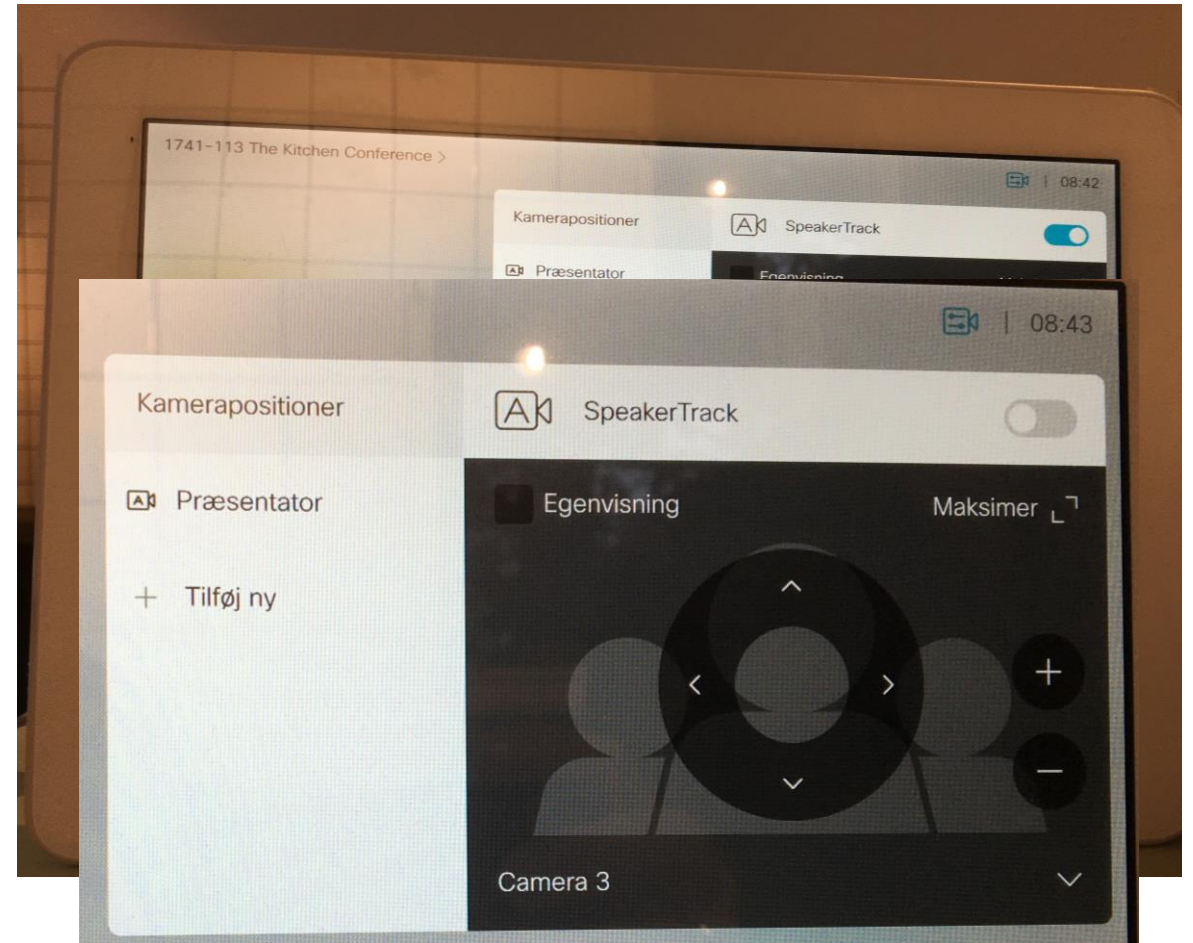 1741-113 The Kitchen Conference >
08:42
Kamerapositioner
SpeakerTrack
Præsentator
Egenvisning
08:43
Kamerapositioner
A
SpeakerTrack
Præsentator
Egenvisning
Maksimer
+ Tilføj ny
Camera 3